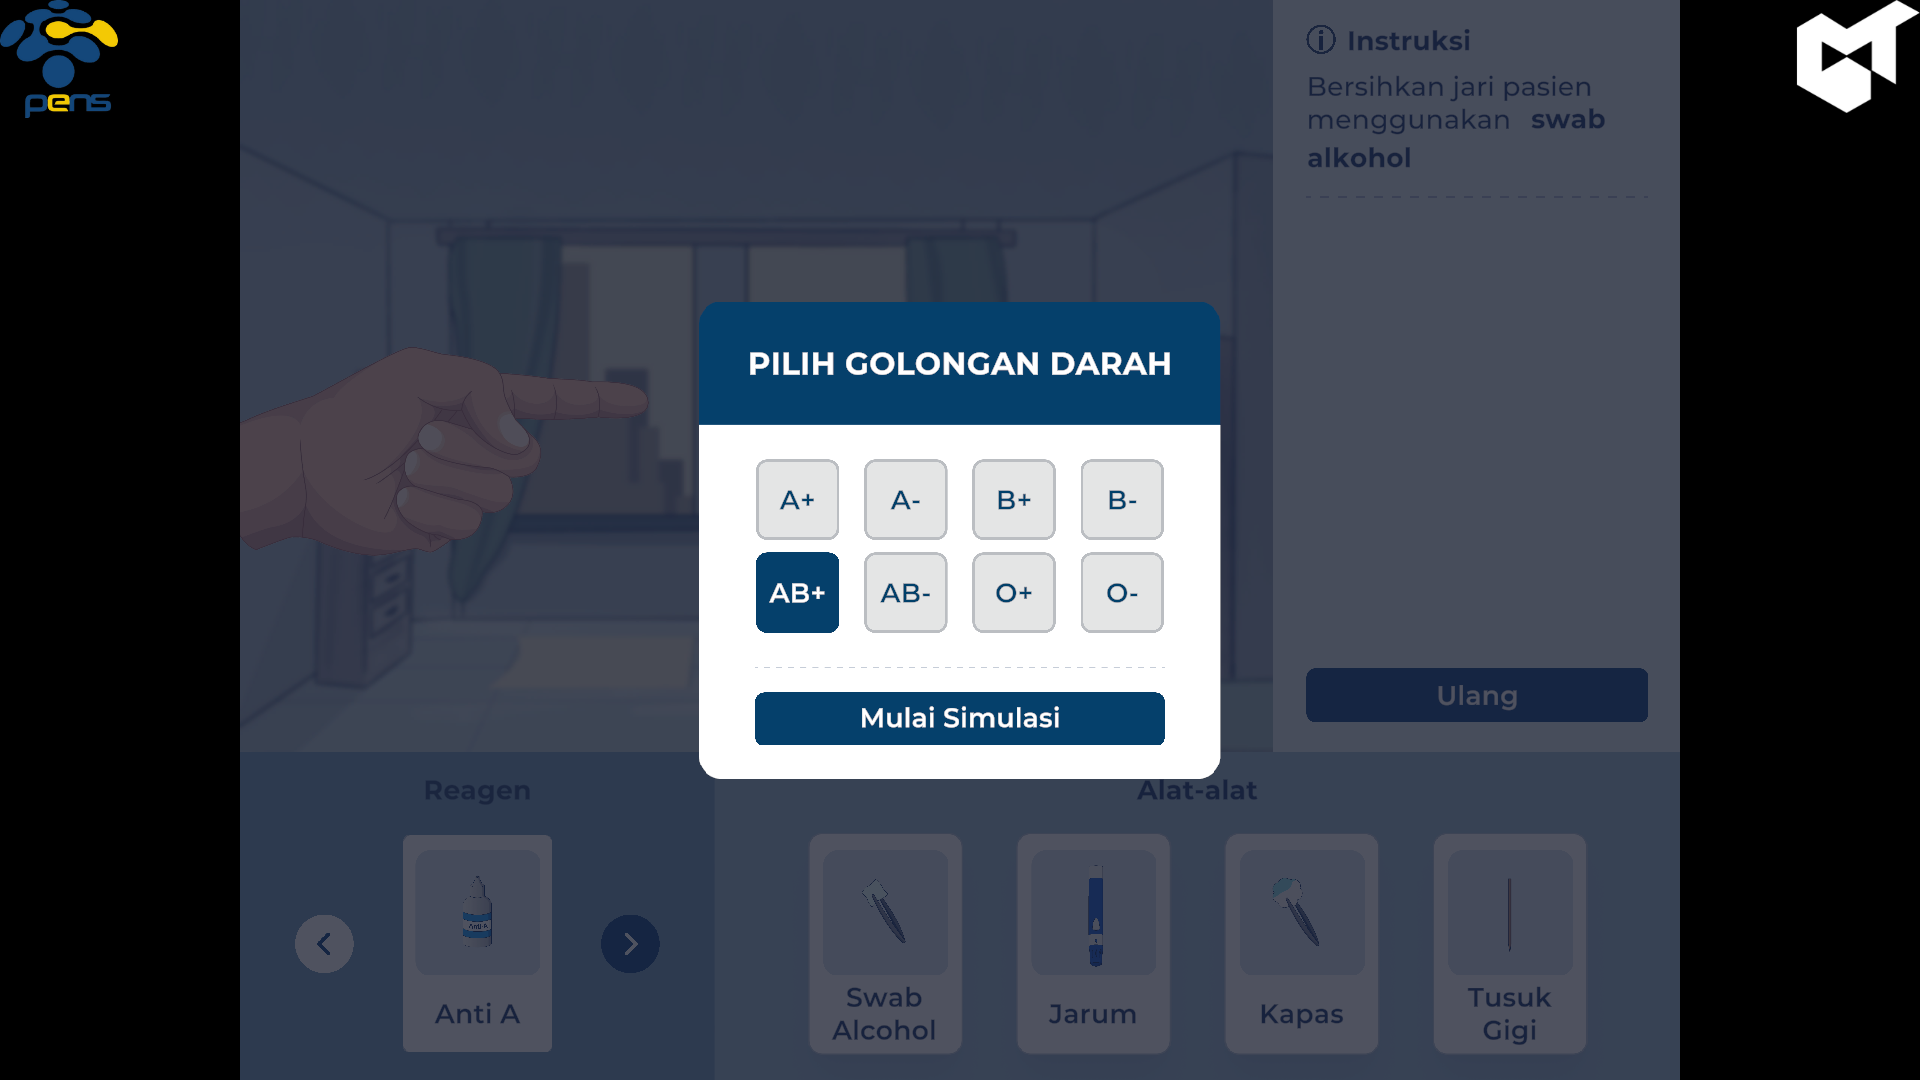 pens
Instruksi
Bersihkan jari pasien
menggunakan swab
alkohol
PILIH GOLONGAN DARAH
A+ A- B+ B-
AB+ AB- O+ O-
Mulai Simulasi
Ulang
Reagen
Anti-A
Anti A
Alat-alat
Swab
Alcohol
Jarum
Kapas
Tusuk
Gigi